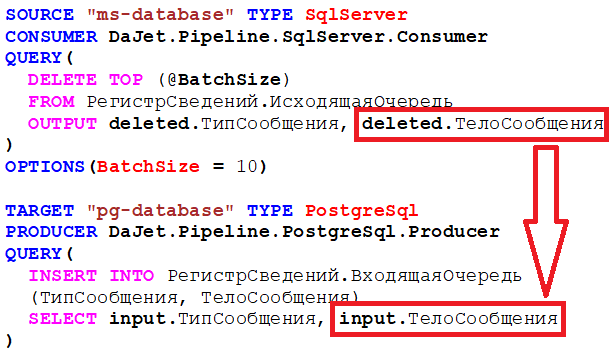 SOURCE "ms-database" TYPE SqlServer
CONSUMER DaJet.Pipeline.SqlServer.Consumer
QUERY(
  DELETE TOP (@BatchSize)
  FROM РегистрСведений.ИсходящаяОчередь
  OUTPUT deleted.ТипСообщения, deleted.ТелоСообщения
)
OPTIONS(BatchSize = 10)
TARGET "pg-database" TYPE PostgreSql
PRODUCER DaJet.Pipeline.PostgreSql.Producer
QUERY(
  INSERT INTO РегистрСведений.ВходящаяОчередь
  (ТипСообщения, ТелоСообщения)
  SELECT input.ТипСообщения, input.ТелоСообщения
)